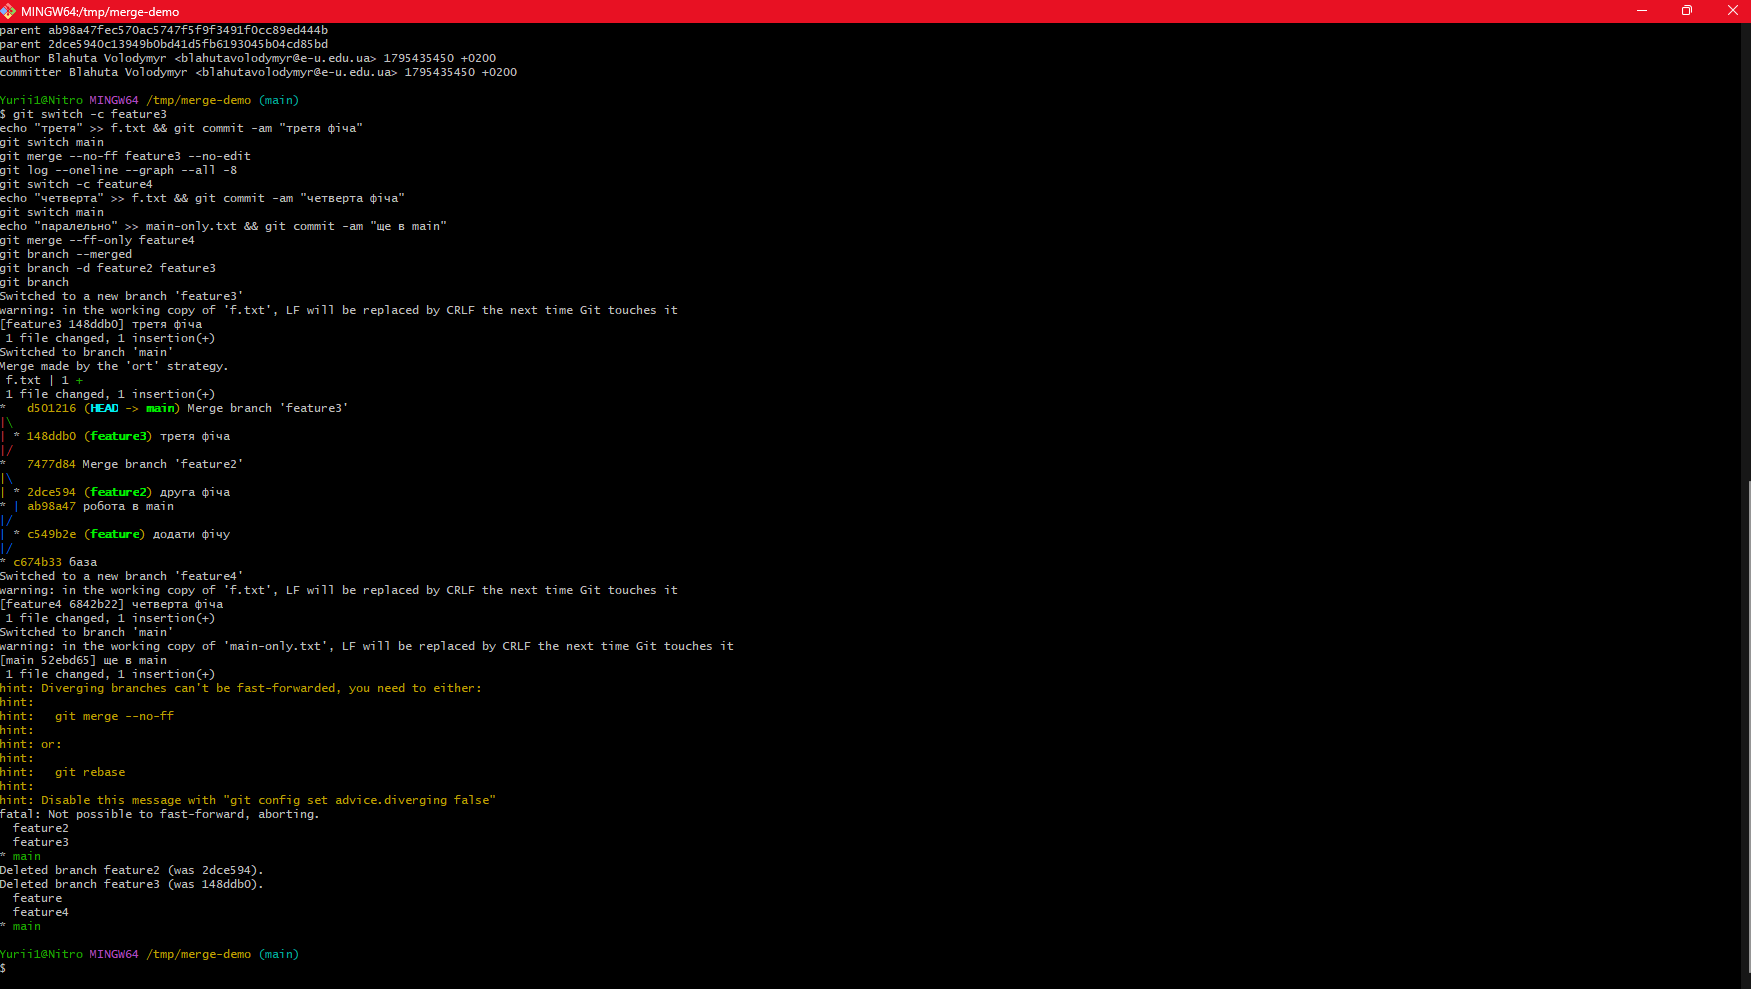 MINGW64:/tmp/merge-demo
parent ab98a47fec570ac5747f5f9f3491f0cc89ed444b
parent 2dce5940c13949b0bd41d5fb6193045b04cd85bd
author Blahuta Volodymyr <blahutavolodymyr@e-u.edu.ua> 1795435450 +0200
committer Blahuta Volodymyr <blahutavolodymyr@e-u.edu.ua> 1795435450 +0200

Yurii1@Nitro MINGW64 /tmp/merge-demo (main)
$ git switch -c feature3
echo "третя" >> f.txt && git commit -am "третя фіча"
git switch main
git merge --no-ff feature3 --no-edit
git log --oneline --graph --all -8
git switch -c feature4
echo "четверта" >> f.txt && git commit -am "четверта фіча"
git switch main
echo "паралельно" >> main-only.txt && git commit -am "ще в main"
git merge --ff-only feature4
git branch --merged
git branch -d feature2 feature3
git branch
Switched to a new branch 'feature3'
warning: in the working copy of 'f.txt', LF will be replaced by CRLF the next time Git touches it
[feature3 148ddb0] третя фіча
 1 file changed, 1 insertion(+)
Switched to branch 'main'
Merge made by the 'ort' strategy.
 f.txt | 1 +
 1 file changed, 1 insertion(+)
*   d501216 (HEAD -> main) Merge branch 'feature3'
|\
| * 148ddb0 (feature3) третя фіча
|/
*   7477d84 Merge branch 'feature2'
|\
| * 2dce594 (feature2) друга фіча
* | ab98a47 робота в main
|/
| * c549b2e (feature) додати фічу
|/
* c674b33 база
Switched to a new branch 'feature4'
warning: in the working copy of 'f.txt', LF will be replaced by CRLF the next time Git touches it
[feature4 6842b22] четверта фіча
 1 file changed, 1 insertion(+)
Switched to branch 'main'
warning: in the working copy of 'main-only.txt', LF will be replaced by CRLF the next time Git touches it
[main 52ebd65] ще в main
 1 file changed, 1 insertion(+)
hint: Diverging branches can't be fast-forwarded, you need to either:
hint:
hint:   git merge --no-ff
hint:
hint: or:
hint:
hint:   git rebase
hint:
hint: Disable this message with "git config set advice.diverging false"
fatal: Not possible to fast-forward, aborting.
  feature2
  feature3
* main
Deleted branch feature2 (was 2dce594).
Deleted branch feature3 (was 148ddb0).
  feature
  feature4
* main

Yurii1@Nitro MINGW64 /tmp/merge-demo (main)
$